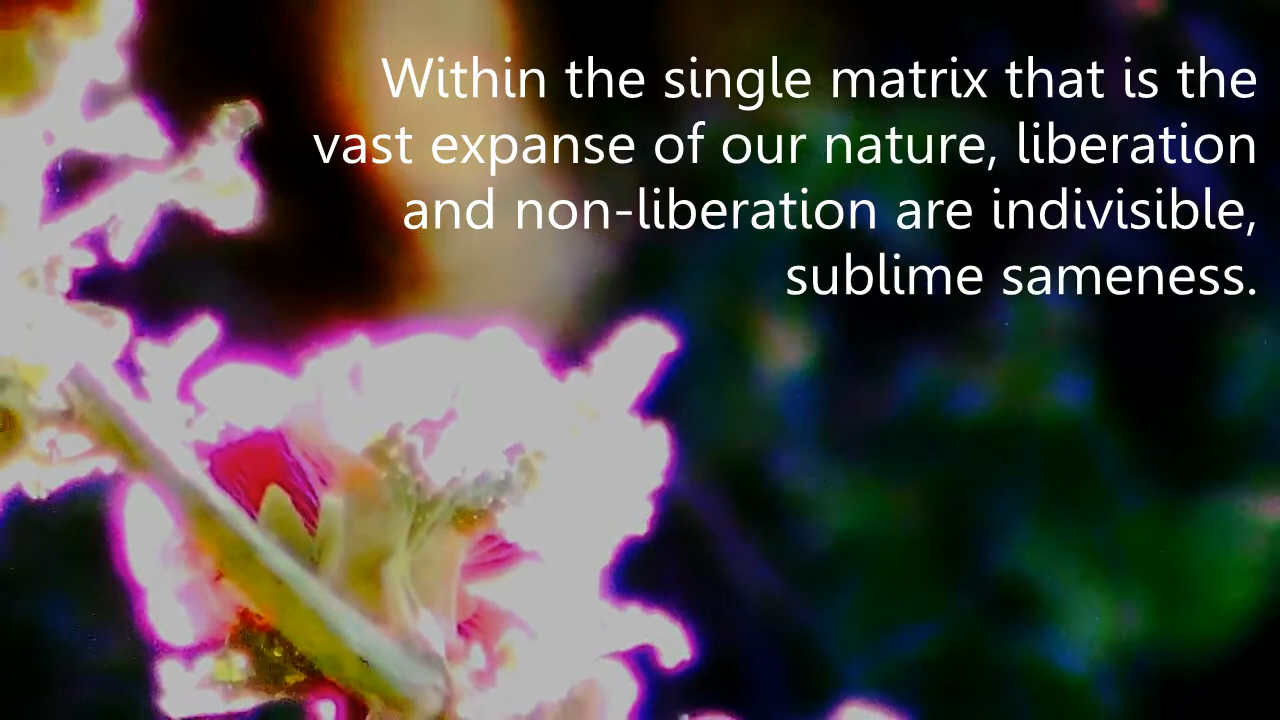 Within the single matrix that is the
vast expanse of our nature, liberation
and non-liberation are indivisible,
sublime sameness.